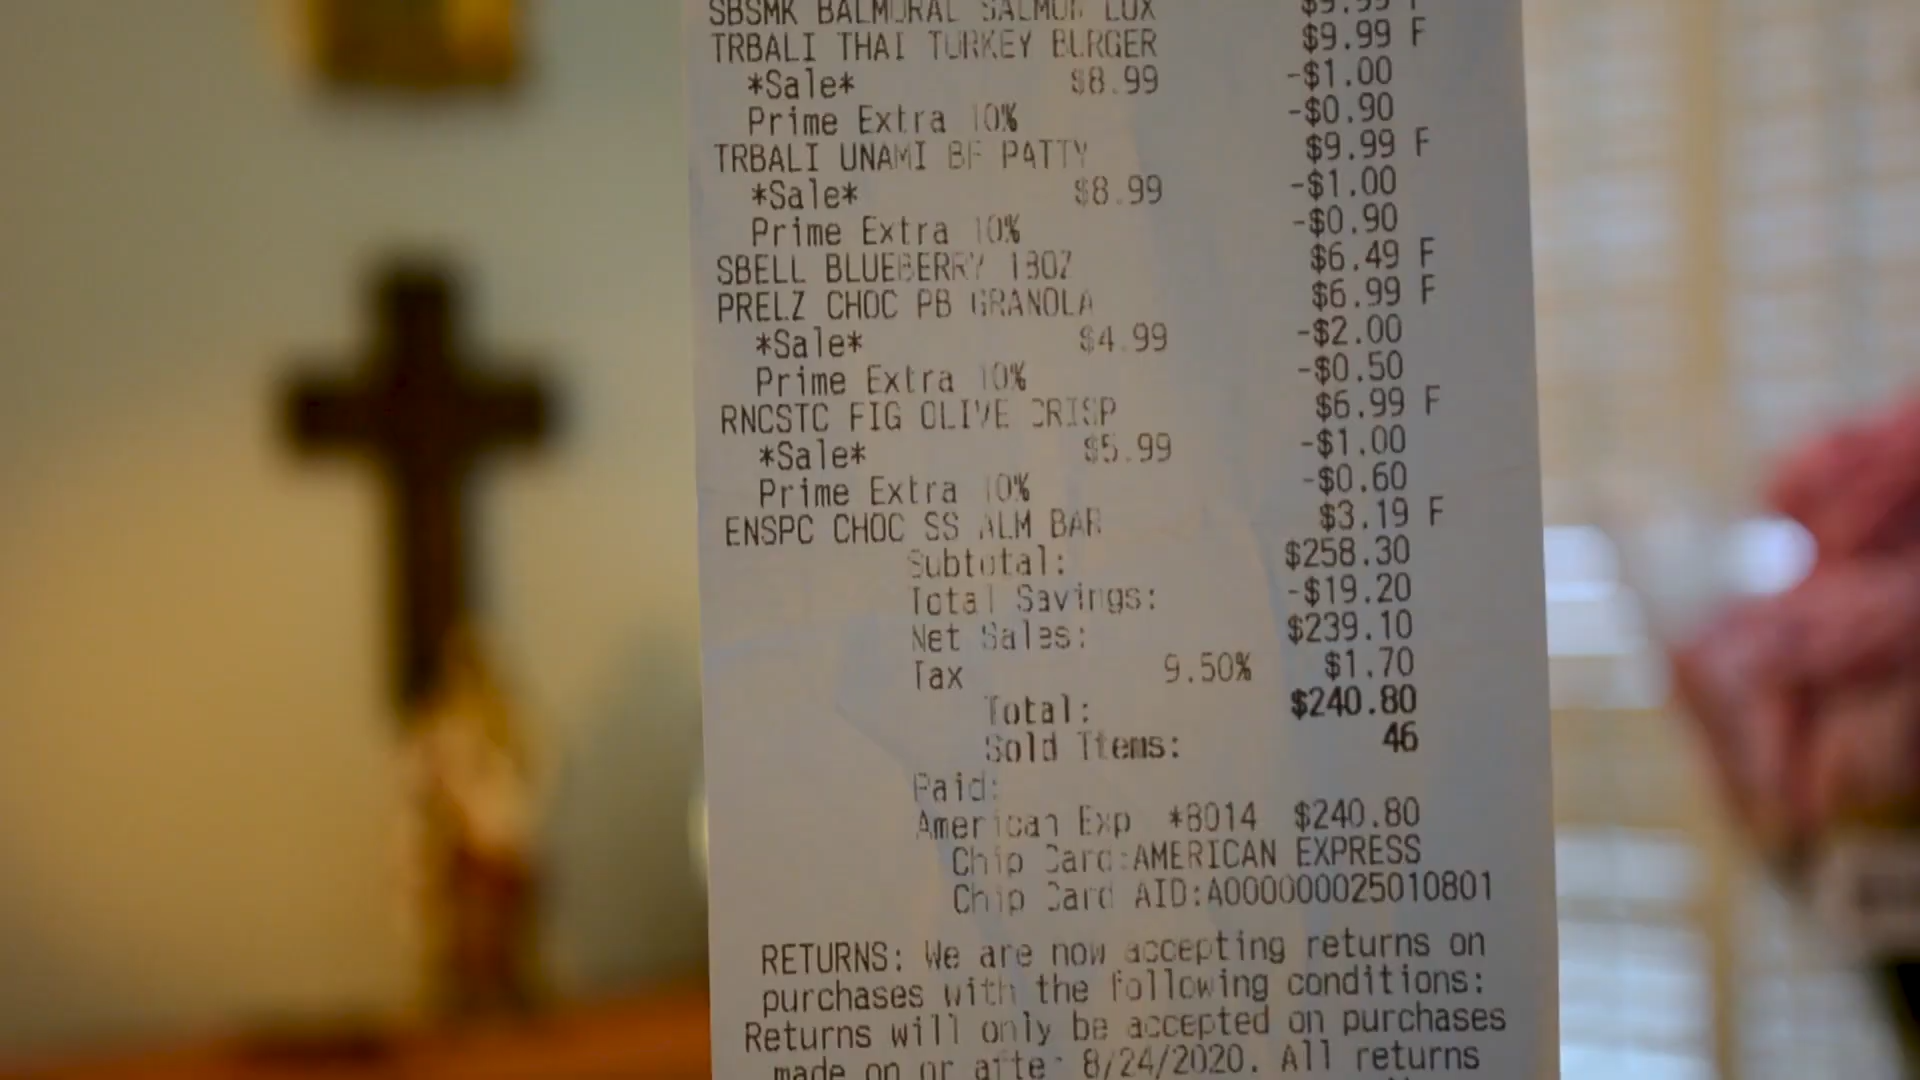 SBSMK BALMORAL SALMON LOX $9.99 F
TRBALI THAI TURKEY BURGER $9.99 F
*Sale* $8.99 -$1.00
Prime Extra 10% -$0.90
TRBALI UNAMI BF PATTY $9.99 F
*Sale* $8.99 -$1.00
Prime Extra 10% -$0.90
SBELL BLUEBERRY 18OZ $6.49 F
PRELZ CHOC PB GRANOLA $6.99 F
*Sale* $4.99 -$2.00
Prime Extra 10% -$0.50
RNCSTC FIG OLIVE CRISP $6.99 F
*Sale* $5.99 -$1.00
Prime Extra 10% -$0.60
ENSPC CHOC SS ALM BAR $3.19 F
Subtotal: $258.30
Total Savings: -$19.20
Net Sales: $239.10
Tax 9.50% $1.70
Total: $240.80
Sold Items: 46
Paid:
American Exp *8014 $240.80
Chip Card:AMERICAN EXPRESS
Chip Card AID:A000000025010801
RETURNS: We are now accepting returns on
purchases with the following conditions:
Returns will only be accepted on purchases
made on or after 8/24/2020. All returns